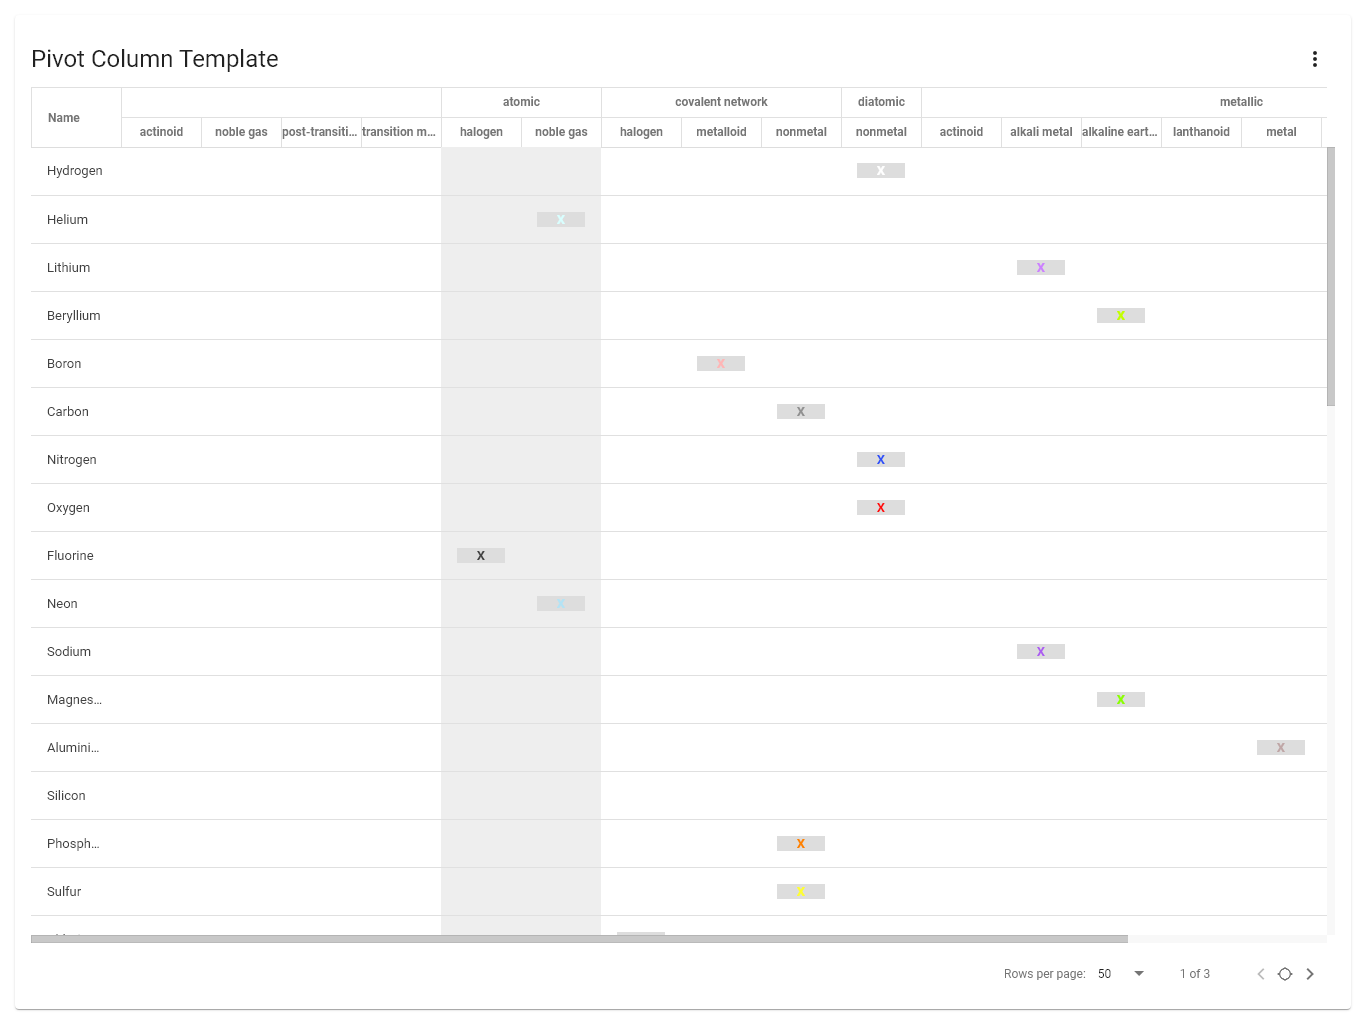 Pivot Column Template
Name
atomic covalent network diatomic metallic
actinoid noble gas post-transiti... transition m... halogen noble gas halogen metalloid nonmetal nonmetal actinoid alkali metal alkaline eart... lanthanoid metal
Hydrogen X
Helium X
Lithium X
Beryllium X
Boron X
Carbon X
Nitrogen X
Oxygen X
Fluorine X
Neon X
Sodium X
Magnes... X
Alumini... X
Silicon
Phosph... X
Sulfur X
Rows per page: 50 1 of 3